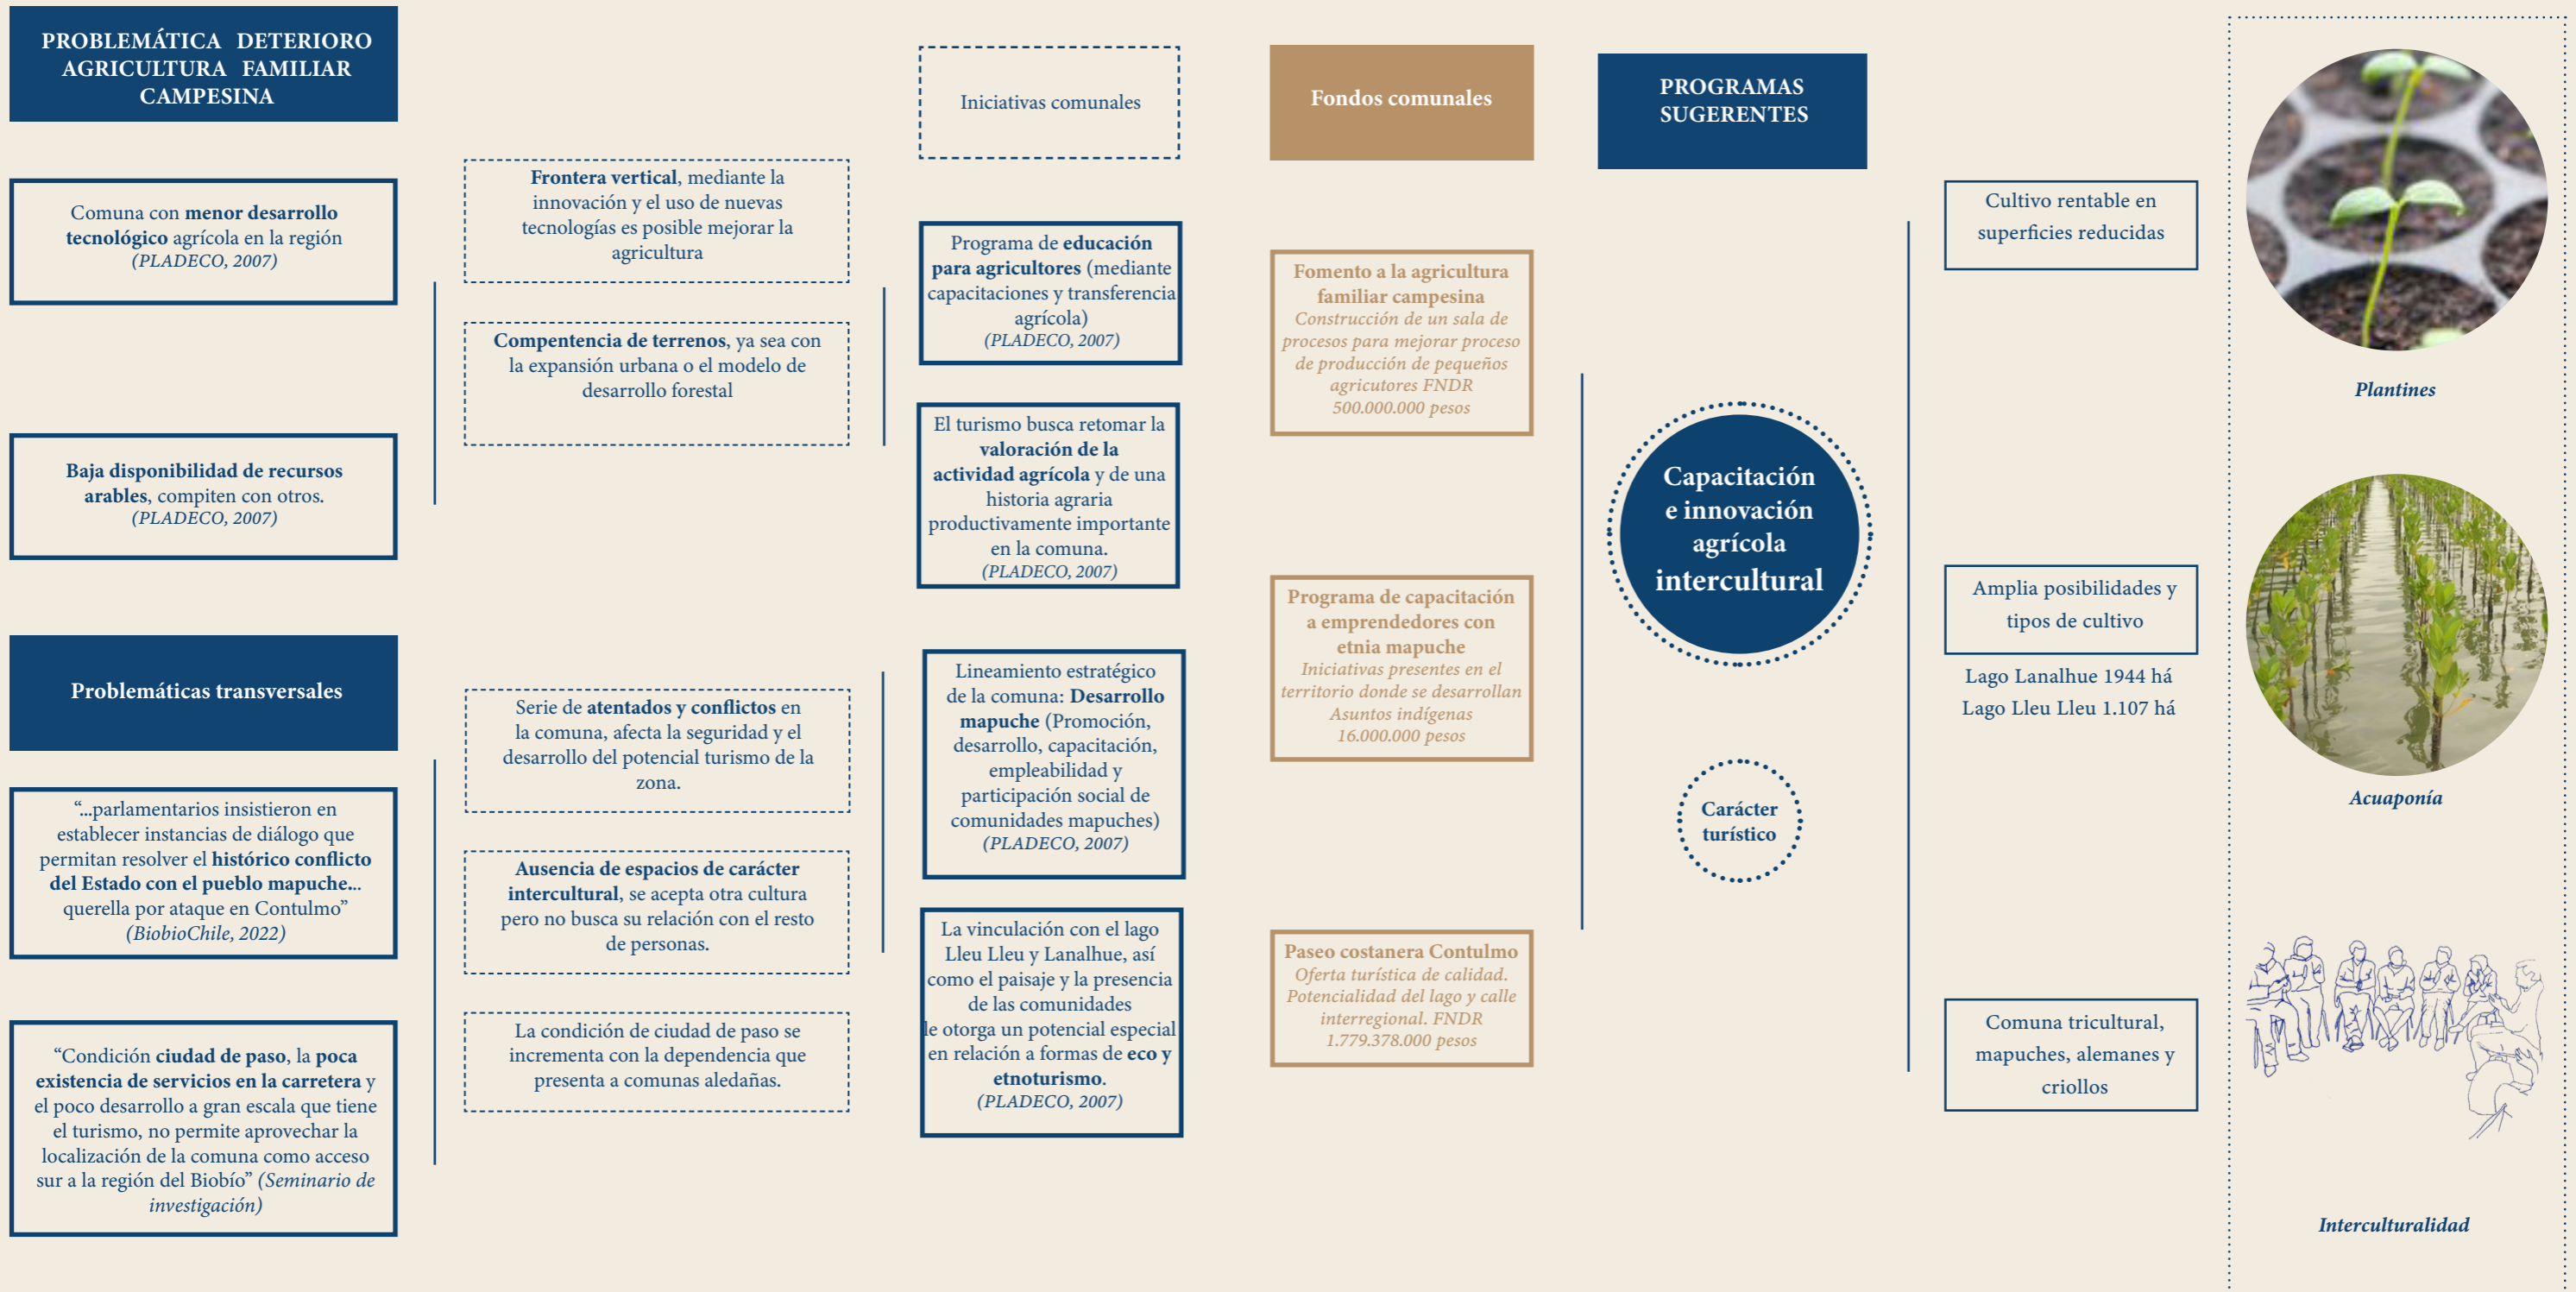 PROBLEMÁTICA DETERIORO
AGRICULTURA FAMILIAR
CAMPESINA
Comuna con menor desarrollo
tecnológico agrícola en la región
(PLADECO, 2007)
Baja disponibilidad de recursos
arables, compiten con otros.
(PLADECO, 2007)
Problemáticas transversales
“...parlamentarios insistieron en
establecer instancias de diálogo que
permitan resolver el histórico conflicto
del Estado con el pueblo mapuche...
querella por ataque en Contulmo”
(BiobioChile, 2022)
“Condición ciudad de paso, la poca
existencia de servicios en la carretera y
el poco desarrollo a gran escala que tiene
el turismo, no permite aprovechar la
localización de la comuna como acceso
sur a la región del Biobío” (Seminario de
investigación)
Frontera vertical, mediante la
innovación y el uso de nuevas
tecnologías es posible mejorar la
agricultura
Compentencia de terrenos, ya sea con
la expansión urbana o el modelo de
desarrollo forestal
Serie de atentados y conflictos en
la comuna, afecta la seguridad y el
desarrollo del potencial turismo de la
zona.
Ausencia de espacios de carácter
intercultural, se acepta otra cultura
pero no busca su relación con el resto
de personas.
La condición de ciudad de paso se
incrementa con la dependencia que
presenta a comunas aledañas.
Iniciativas comunales
Programa de educación
para agricultores (mediante
capacitaciones y transferencia
agrícola)
(PLADECO, 2007)
El turismo busca retomar la
valoración de la
actividad agrícola y de una
historia agraria
productivamente importante
en la comuna.
(PLADECO, 2007)
Lineamiento estratégico
de la comuna: Desarrollo
mapuche (Promoción,
desarrollo, capacitación,
empleabilidad y
participación social de
comunidades mapuches)
(PLADECO, 2007)
La vinculación con el lago
Lleu Lleu y Lanalhue, así
como el paisaje y la presencia
de las comunidades
le otorga un potencial especial
en relación a formas de eco y
etnoturismo.
(PLADECO, 2007)
Fondos comunales
Fomento a la agricultura
familiar campesina
Construcción de un sala de
procesos para mejorar proceso
de producción de pequeños
agricutores FNDR
500.000.000 pesos
Programa de capacitación
a emprendedores con
etnia mapuche
Iniciativas presentes en el
territorio donde se desarrollan
Asuntos indígenas
16.000.000 pesos
Paseo costanera Contulmo
Oferta turística de calidad.
Potencialidad del lago y calle
interregional. FNDR
1.779.378.000 pesos
PROGRAMAS
SUGERENTES
Capacitación
e innovación
agrícola
intercultural
Carácter
turístico
Cultivo rentable en
superficies reducidas
Amplia posibilidades y
tipos de cultivo
Lago Lanalhue 1944 há
Lago Lleu Lleu 1.107 há
Comuna tricultural,
mapuches, alemanes y
criollos
Plantines
Acuaponía
Interculturalidad